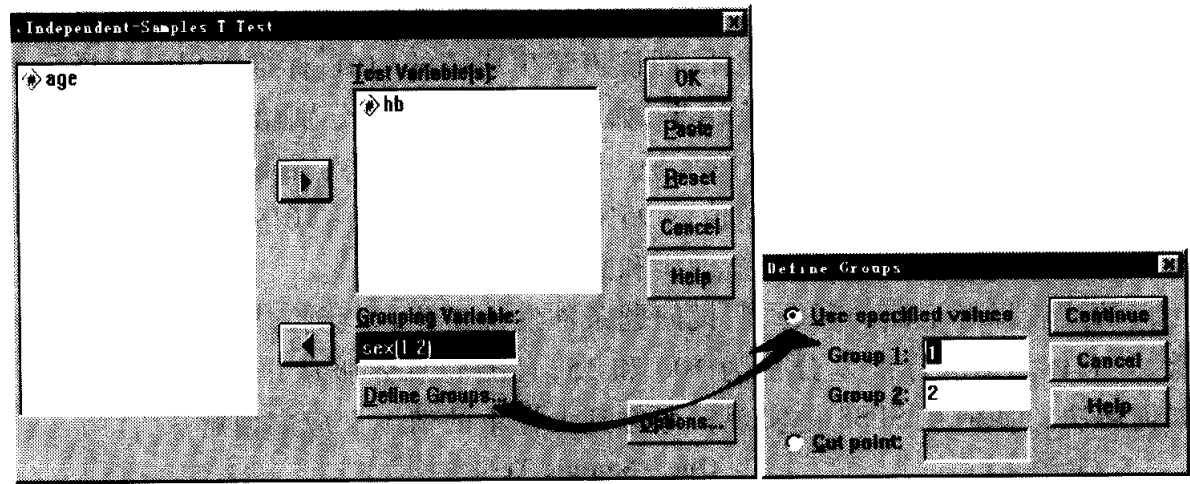 Independent-Samples T Test
age
Test Variable(s):
hb
OK
Paste
Reset
Cancel
Help
Grouping Variable:
sex(1 2)
Define Groups...
Options...
Define Groups
Use specified values
Group 1: 1
Group 2: 2
Cut point:
Continue
Cancel
Help